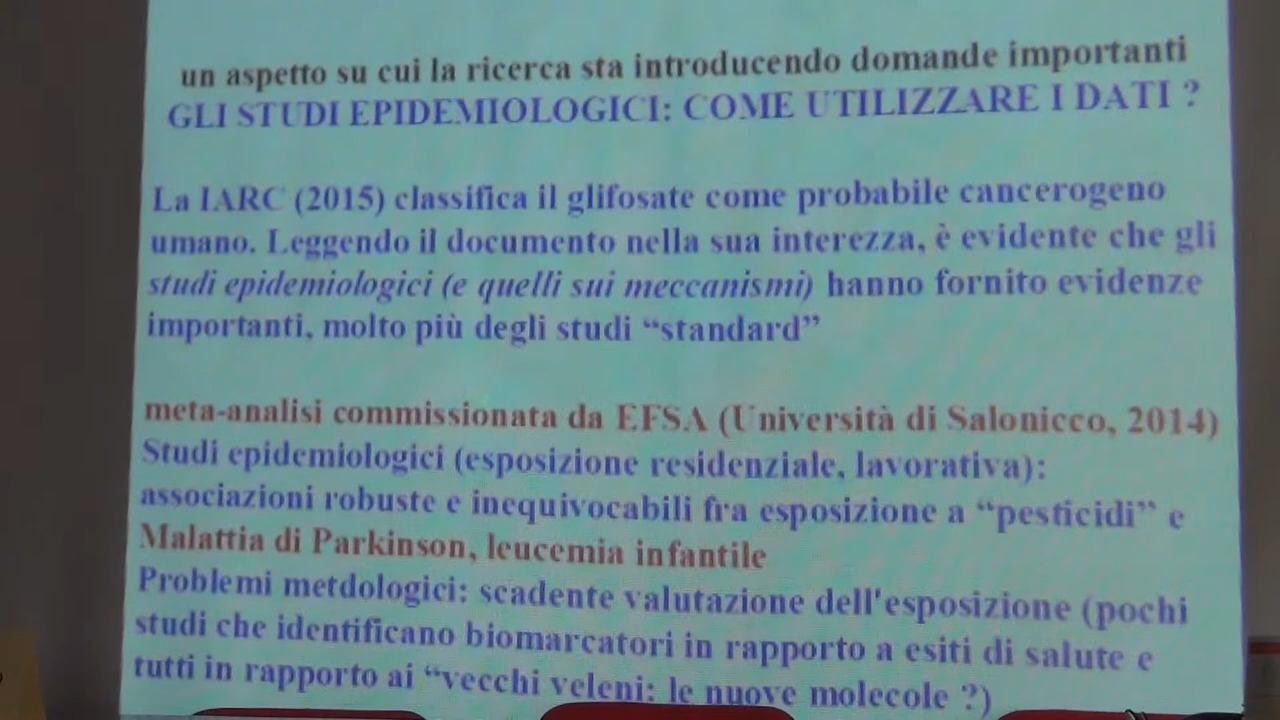 un aspetto su cui la ricerca sta introducendo domande importanti
GLI STUDI EPIDEMIOLOGICI: COME UTILIZZARE I DATI ?
La IARC (2015) classifica il glifosate come probabile cancerogeno
umano. Leggendo il documento nella sua interezza, è evidente che gli
studi epidemiologici (e quelli sui meccanismi) hanno fornito evidenze
importanti, molto più degli studi “standard”
meta-analisi commissionata da EFSA (Università di Salonicco, 2014)
Studi epidemiologici (esposizione residenziale, lavorativa):
associazioni robuste e inequivocabili fra esposizione a “pesticidi” e
Malattia di Parkinson, leucemia infantile
Problemi metdologici: scadente valutazione dell'esposizione (pochi
studi che identificano biomarcatori in rapporto a esiti di salute e
tutti in rapporto ai “vecchi veleni: le nuove molecole ?)